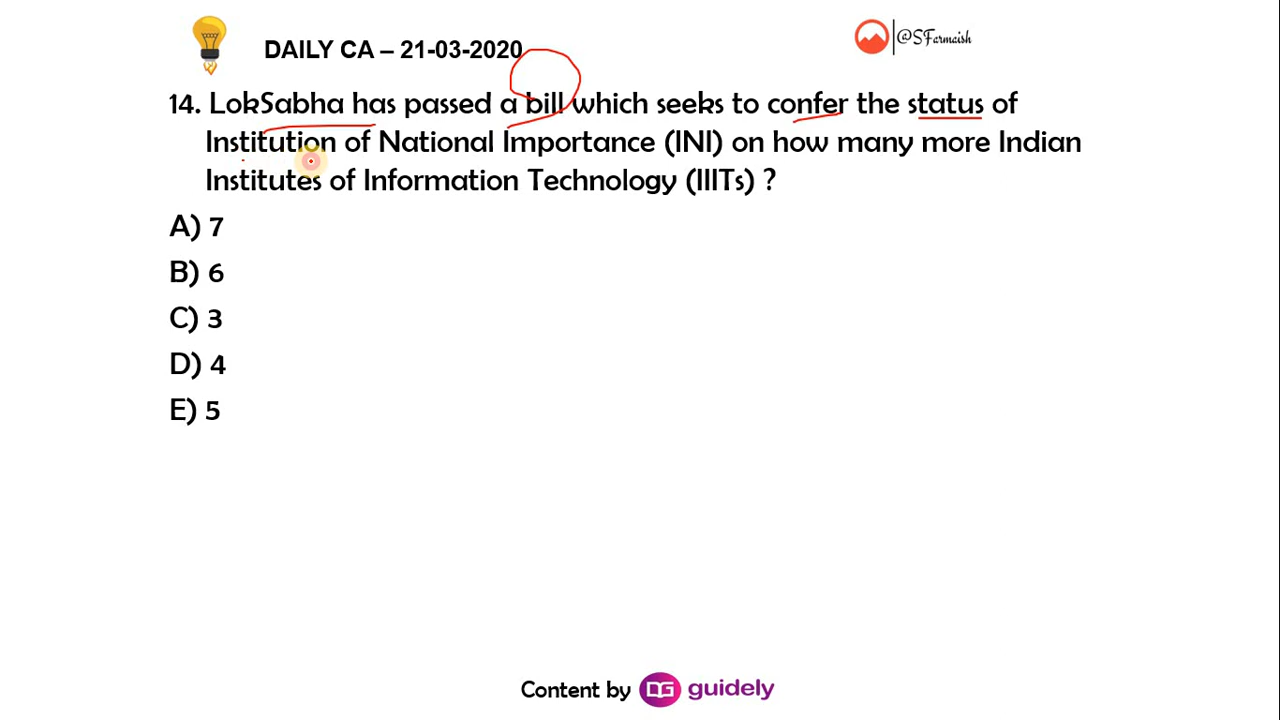 DAILY CA – 21-03-2020
@SFarmaish
14. LokSabha has passed a bill which seeks to confer the status of
Institution of National Importance (INI) on how many more Indian
Institutes of Information Technology (IIITs) ?
A) 7
B) 6
C) 3
D) 4
E) 5
Content by DG guidely